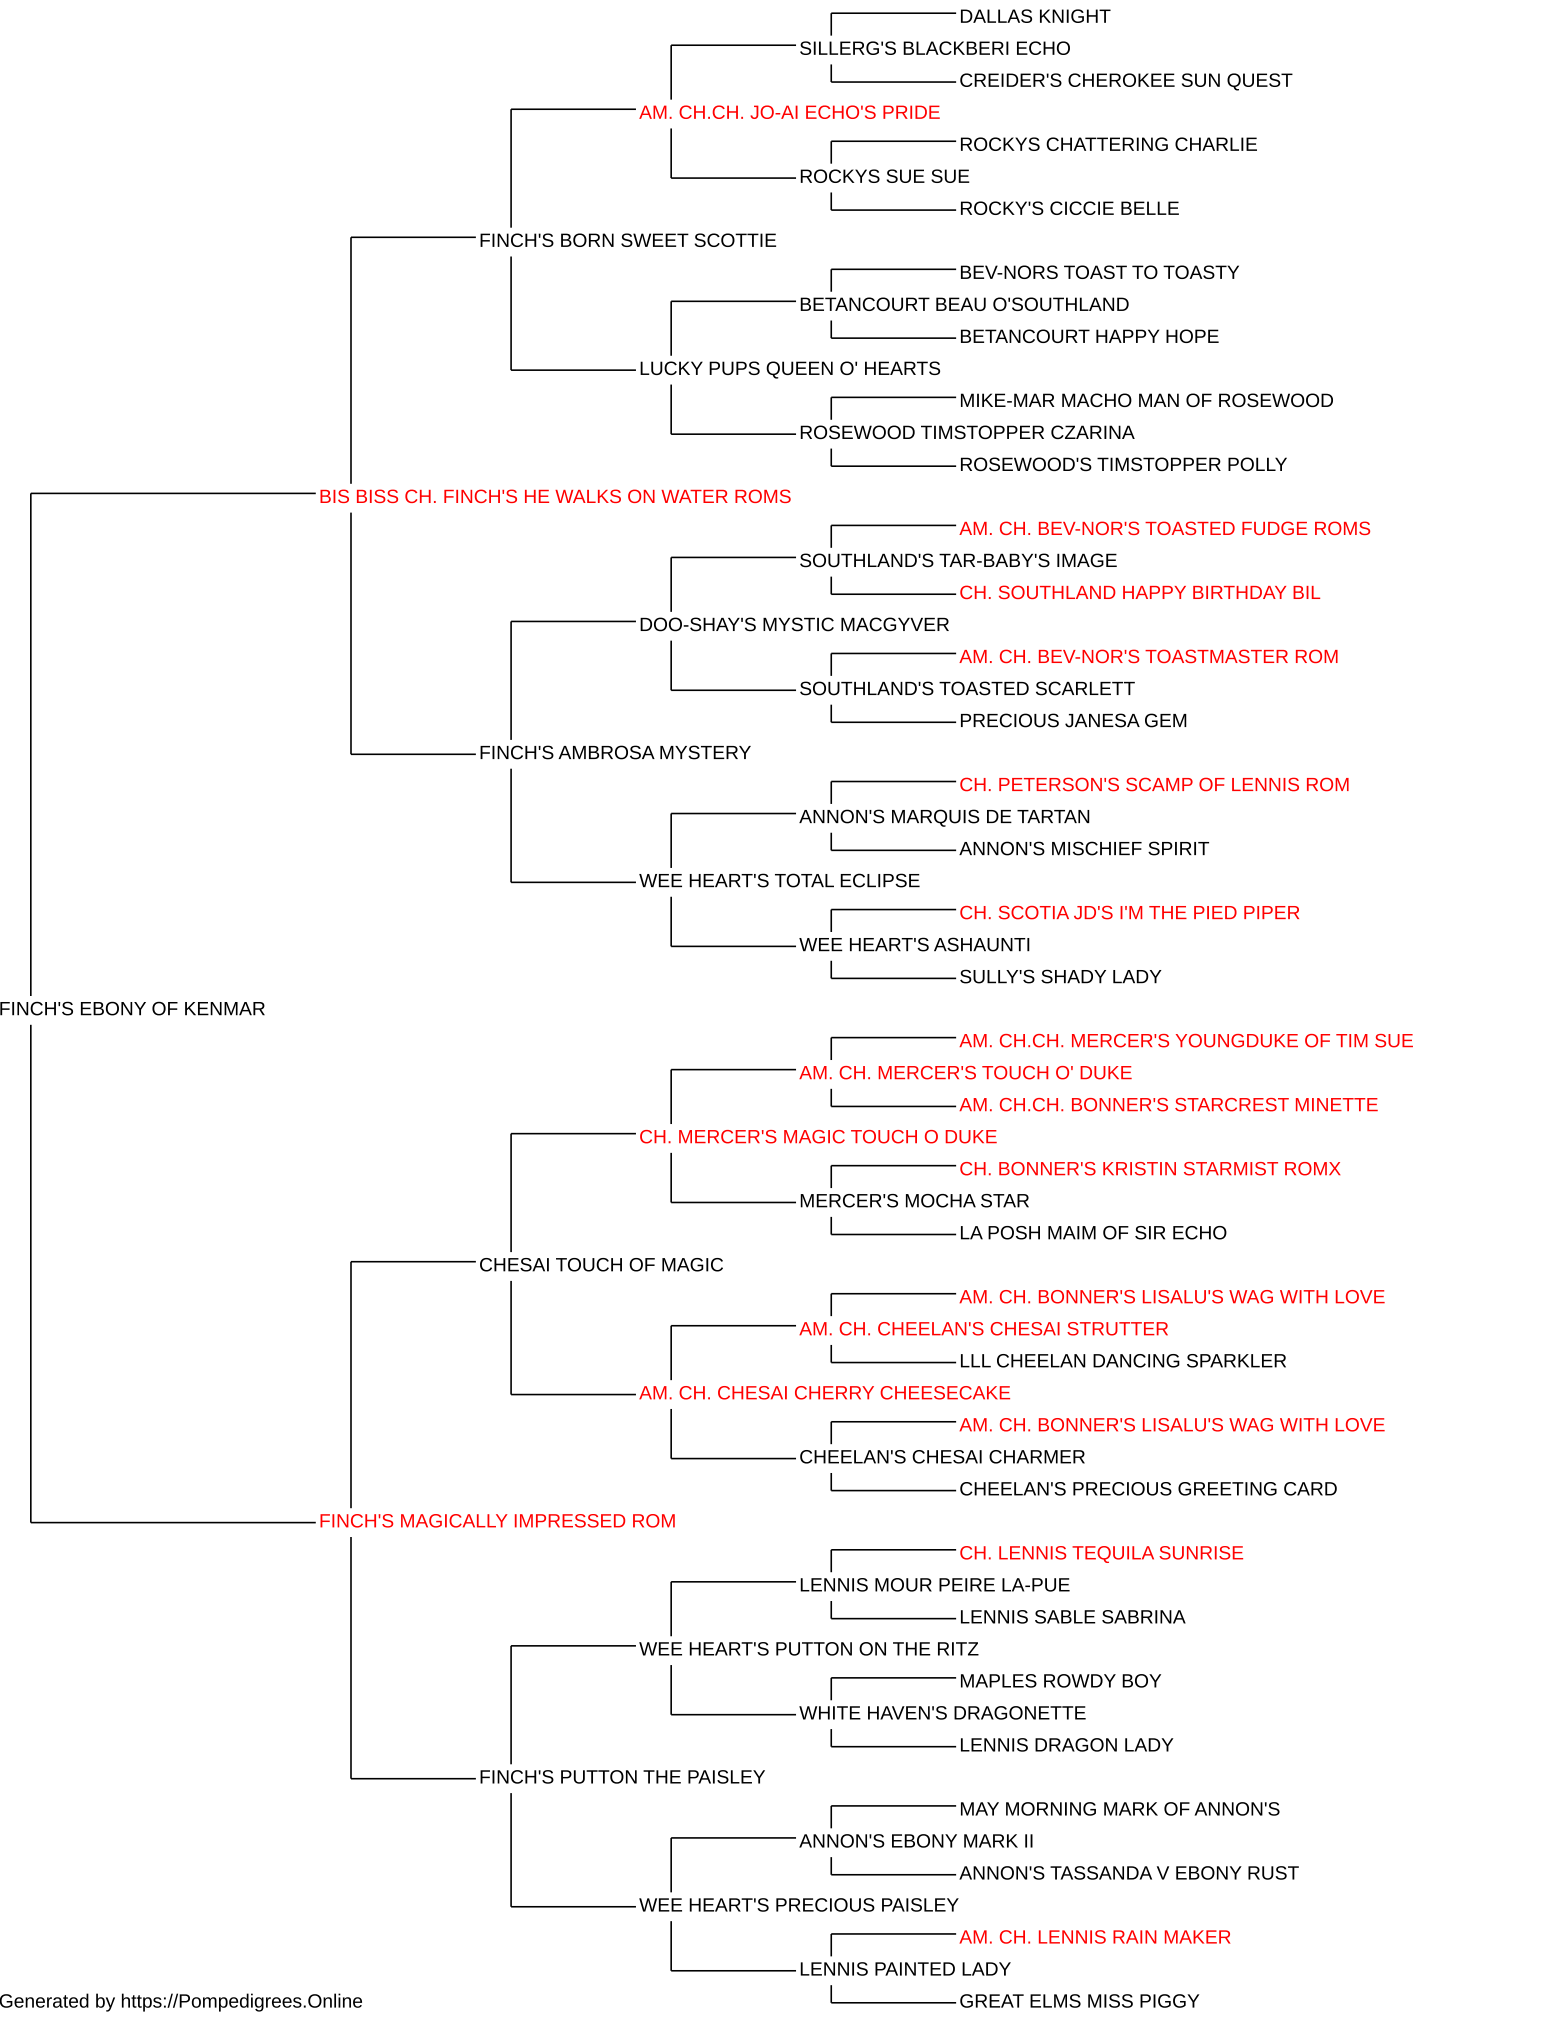 DALLAS KNIGHT
SILLERG'S BLACKBERI ECHO
CREIDER'S CHEROKEE SUN QUEST
AM. CH.CH. JO-AI ECHO'S PRIDE
ROCKYS CHATTERING CHARLIE
ROCKYS SUE SUE
ROCKY'S CICCIE BELLE
FINCH'S BORN SWEET SCOTTIE
BEV-NORS TOAST TO TOASTY
BETANCOURT BEAU O'SOUTHLAND
BETANCOURT HAPPY HOPE
LUCKY PUPS QUEEN O' HEARTS
MIKE-MAR MACHO MAN OF ROSEWOOD
ROSEWOOD TIMSTOPPER CZARINA
ROSEWOOD'S TIMSTOPPER POLLY
BIS BISS CH. FINCH'S HE WALKS ON WATER ROMS
AM. CH. BEV-NOR'S TOASTED FUDGE ROMS
SOUTHLAND'S TAR-BABY'S IMAGE
CH. SOUTHLAND HAPPY BIRTHDAY BIL
DOO-SHAY'S MYSTIC MACGYVER
AM. CH. BEV-NOR'S TOASTMASTER ROM
SOUTHLAND'S TOASTED SCARLETT
PRECIOUS JANESA GEM
FINCH'S AMBROSA MYSTERY
CH. PETERSON'S SCAMP OF LENNIS ROM
ANNON'S MARQUIS DE TARTAN
ANNON'S MISCHIEF SPIRIT
WEE HEART'S TOTAL ECLIPSE
CH. SCOTIA JD'S I'M THE PIED PIPER
WEE HEART'S ASHAUNTI
SULLY'S SHADY LADY
FINCH'S EBONY OF KENMAR
AM. CH.CH. MERCER'S YOUNGDUKE OF TIM SUE
AM. CH. MERCER'S TOUCH O' DUKE
AM. CH.CH. BONNER'S STARCREST MINETTE
CH. MERCER'S MAGIC TOUCH O DUKE
CH. BONNER'S KRISTIN STARMIST ROMX
MERCER'S MOCHA STAR
LA POSH MAIM OF SIR ECHO
CHESAI TOUCH OF MAGIC
AM. CH. BONNER'S LISALU'S WAG WITH LOVE
AM. CH. CHEELAN'S CHESAI STRUTTER
LLL CHEELAN DANCING SPARKLER
AM. CH. CHESAI CHERRY CHEESECAKE
AM. CH. BONNER'S LISALU'S WAG WITH LOVE
CHEELAN'S CHESAI CHARMER
CHEELAN'S PRECIOUS GREETING CARD
FINCH'S MAGICALLY IMPRESSED ROM
CH. LENNIS TEQUILA SUNRISE
LENNIS MOUR PEIRE LA-PUE
LENNIS SABLE SABRINA
WEE HEART'S PUTTON ON THE RITZ
MAPLES ROWDY BOY
WHITE HAVEN'S DRAGONETTE
LENNIS DRAGON LADY
FINCH'S PUTTON THE PAISLEY
MAY MORNING MARK OF ANNON'S
ANNON'S EBONY MARK II
ANNON'S TASSANDA V EBONY RUST
WEE HEART'S PRECIOUS PAISLEY
AM. CH. LENNIS RAIN MAKER
LENNIS PAINTED LADY
GREAT ELMS MISS PIGGY
Generated by https://Pompedigrees.Online